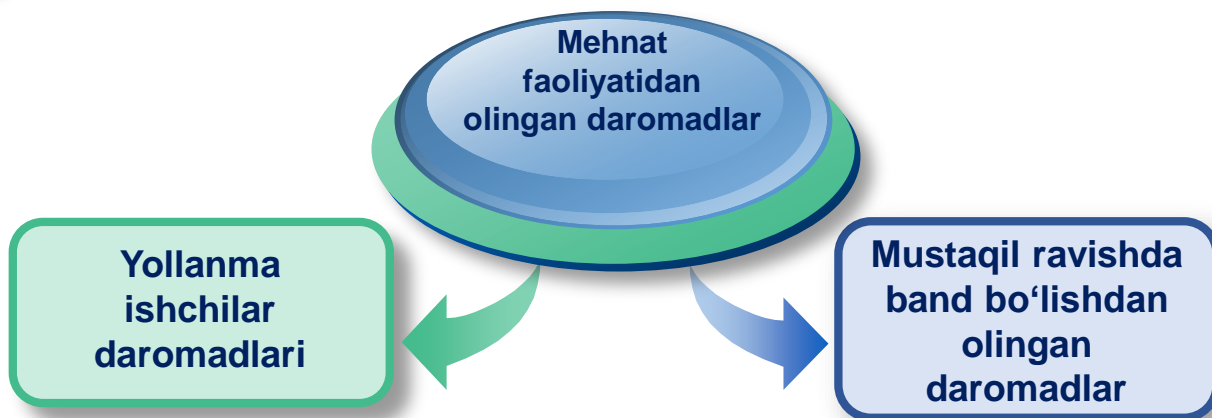 Mehnat
faoliyatidan
olingan daromadlar
Yollanma
ishchilar
daromadlari
Mustaqil ravishda
band bo‘lishdan
olingan
daromadlar